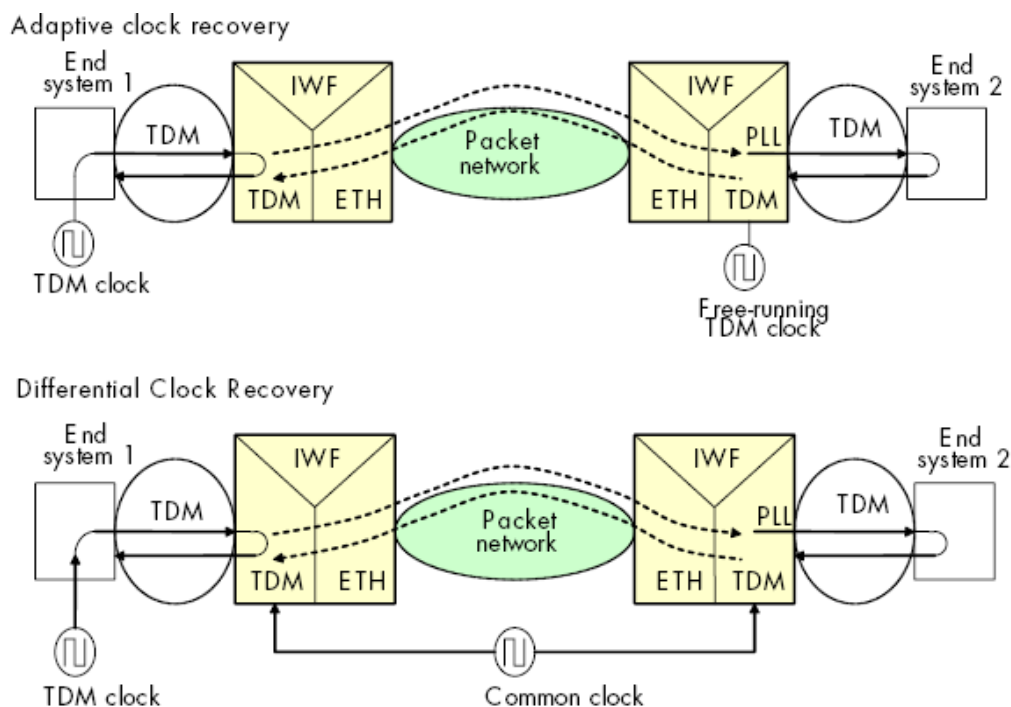 Adaptive clock recovery
End
system 1
TDM
IWF
TDM
ETH
Packet
network
IWF
PLL
ETH
TDM
TDM
End
system 2
TDM clock
Free-running
TDM clock
Differential Clock Recovery
End
system 1
TDM
IWF
TDM
ETH
Packet
network
IWF
PLL
ETH
TDM
TDM
End
system 2
TDM clock
Common clock